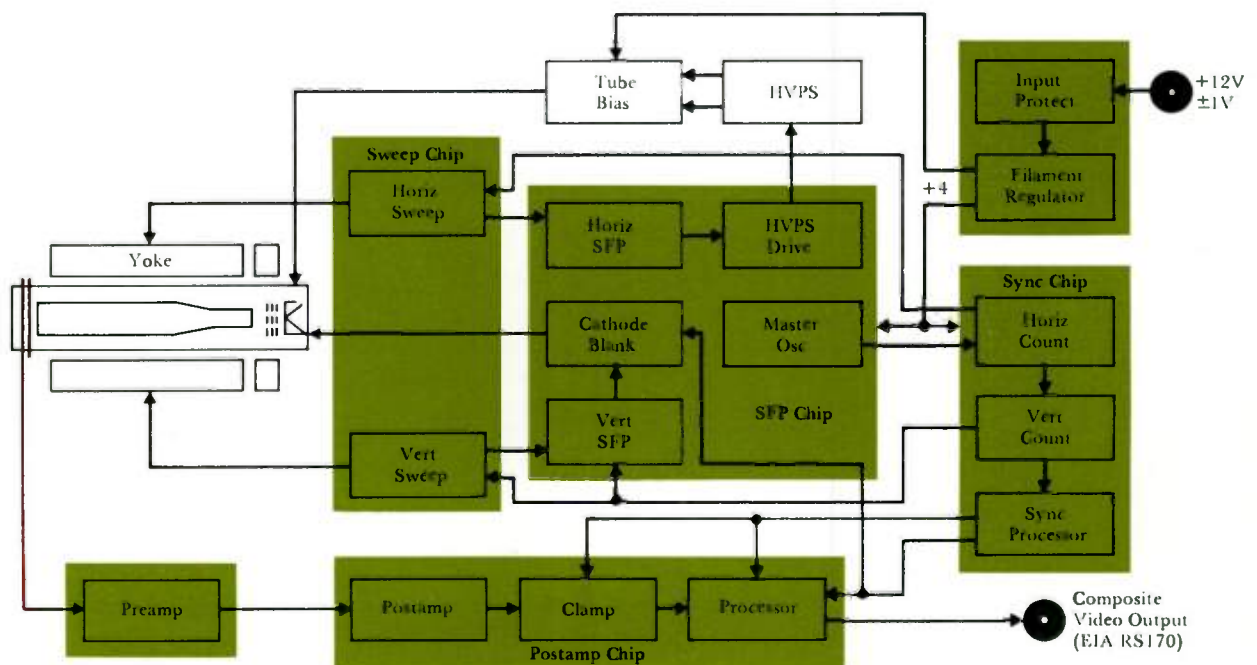 Tube
Bias
HVPS
Input
Protect
+12V
±1V
Sweep Chip
Horiz
Sweep
Filament
Regulator
+4
Horiz
SFP
HVPS
Drive
Yoke
Sync Chip
Cathode
Blank
Master
Osc
Horiz
Count
SFP Chip
Vert
SFP
Vert
Count
Vert
Sweep
Sync
Processor
Preamp
Postamp
Clamp
Processor
Composite
Video Output
(EIA RS170)
Postamp Chip